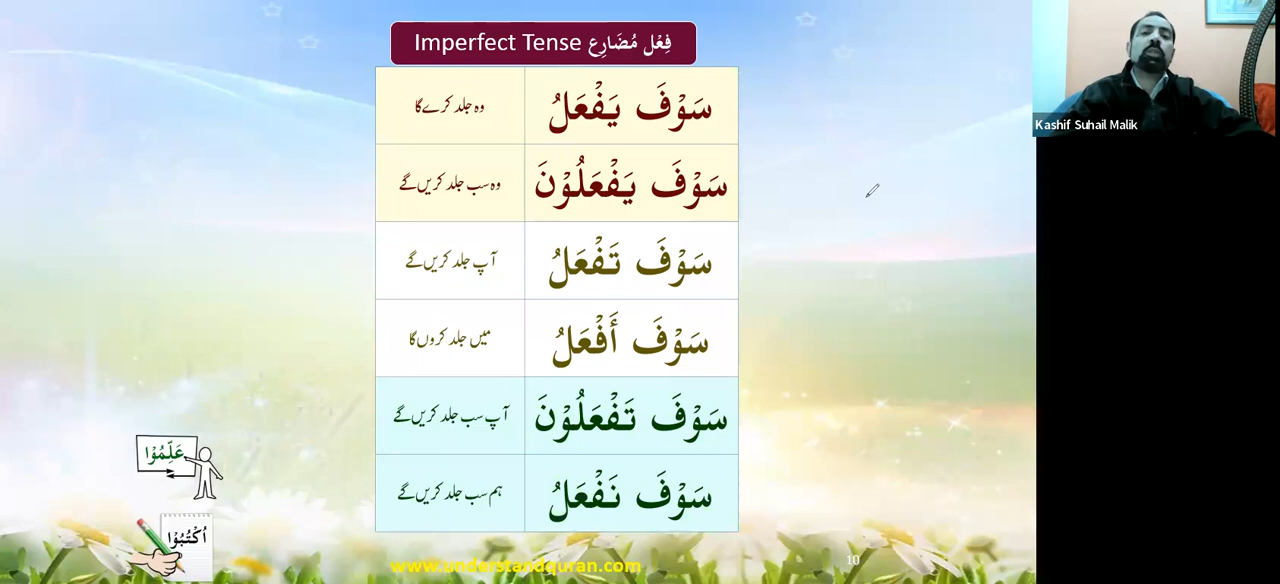 فِعْل مُضَارِع Imperfect Tense
سَوْفَ يَفْعَلُ وہ جلد کرے گا
سَوْفَ يَفْعَلُوْنَ وہ سب جلد کریں گے
سَوْفَ تَفْعَلُ آپ جلد کریں گے
سَوْفَ أَفْعَلُ میں جلد کروں گا
سَوْفَ تَفْعَلُوْنَ آپ سب جلد کریں گے
سَوْفَ نَفْعَلُ ہم سب جلد کریں گے
عَلِّمُوْا
اُكْتُبُوْا
www.understandquran.com
10
Kashif Suhail Malik